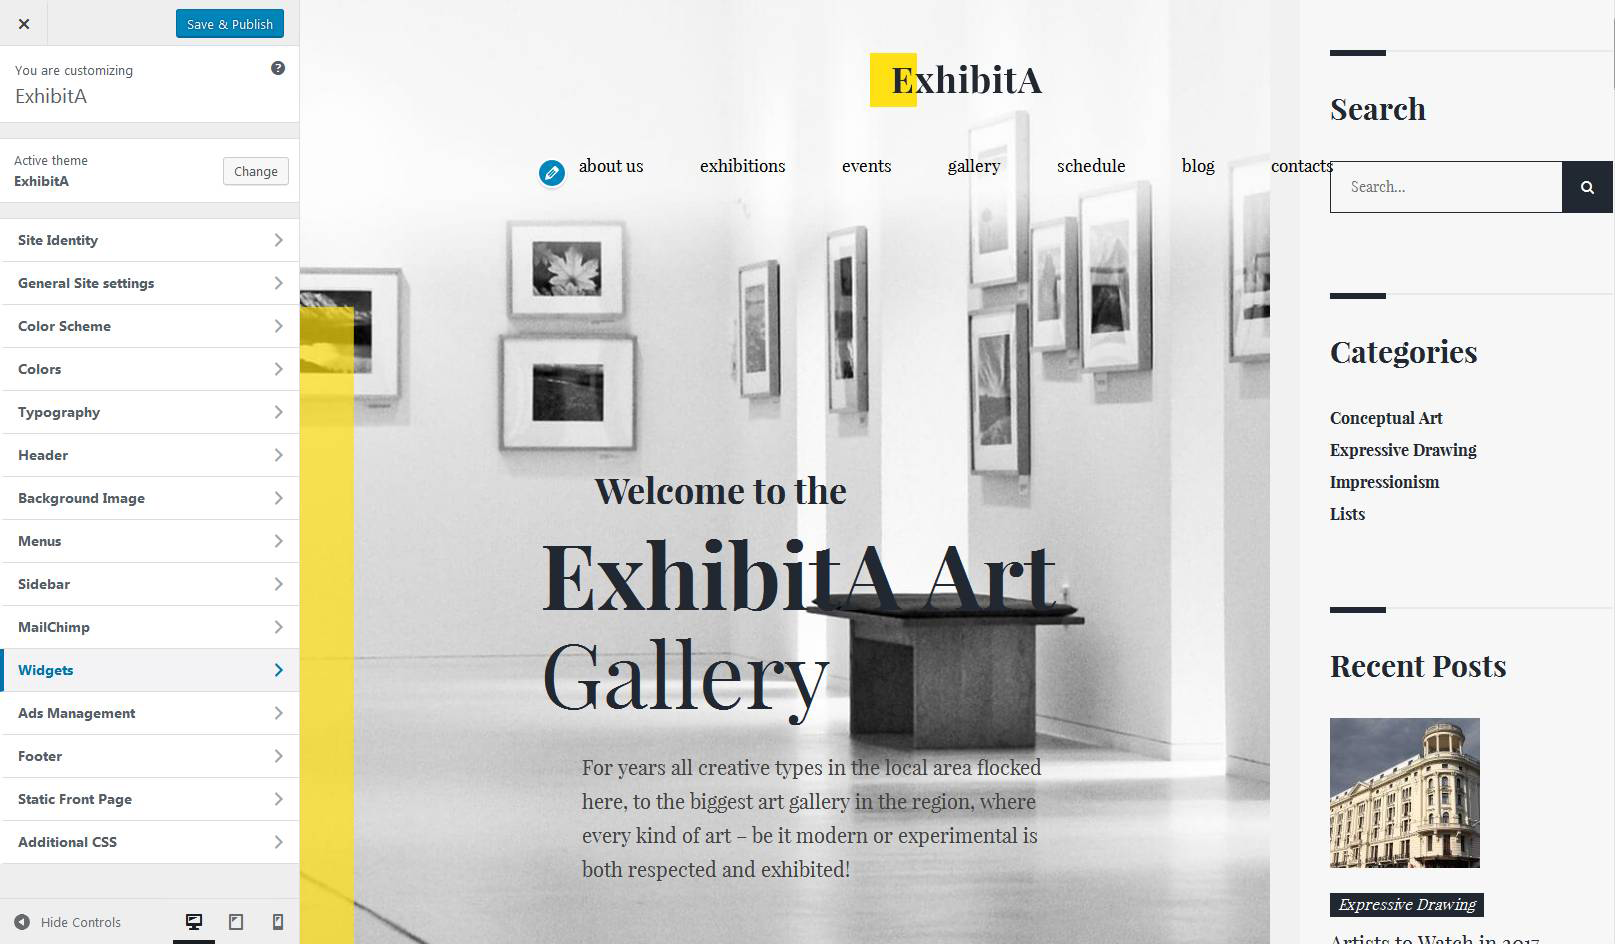 Save & Publish
You are customizing
ExhibitA
Active theme
ExhibitA
Change
Site Identity
General Site settings
Color Scheme
Colors
Typography
Header
Background Image
Menus
Sidebar
MailChimp
Widgets
Ads Management
Footer
Static Front Page
Additional CSS
Hide Controls
ExhibitA
about us exhibitions events gallery schedule blog contacts
Welcome to the
ExhibitA Art
Gallery
For years all creative types in the local area flocked
here, to the biggest art gallery in the region, where
every kind of art – be it modern or experimental is
both respected and exhibited!
Search
Search...
Categories
Conceptual Art
Expressive Drawing
Impressionism
Lists
Recent Posts
Expressive Drawing
Artists to Watch in 2017